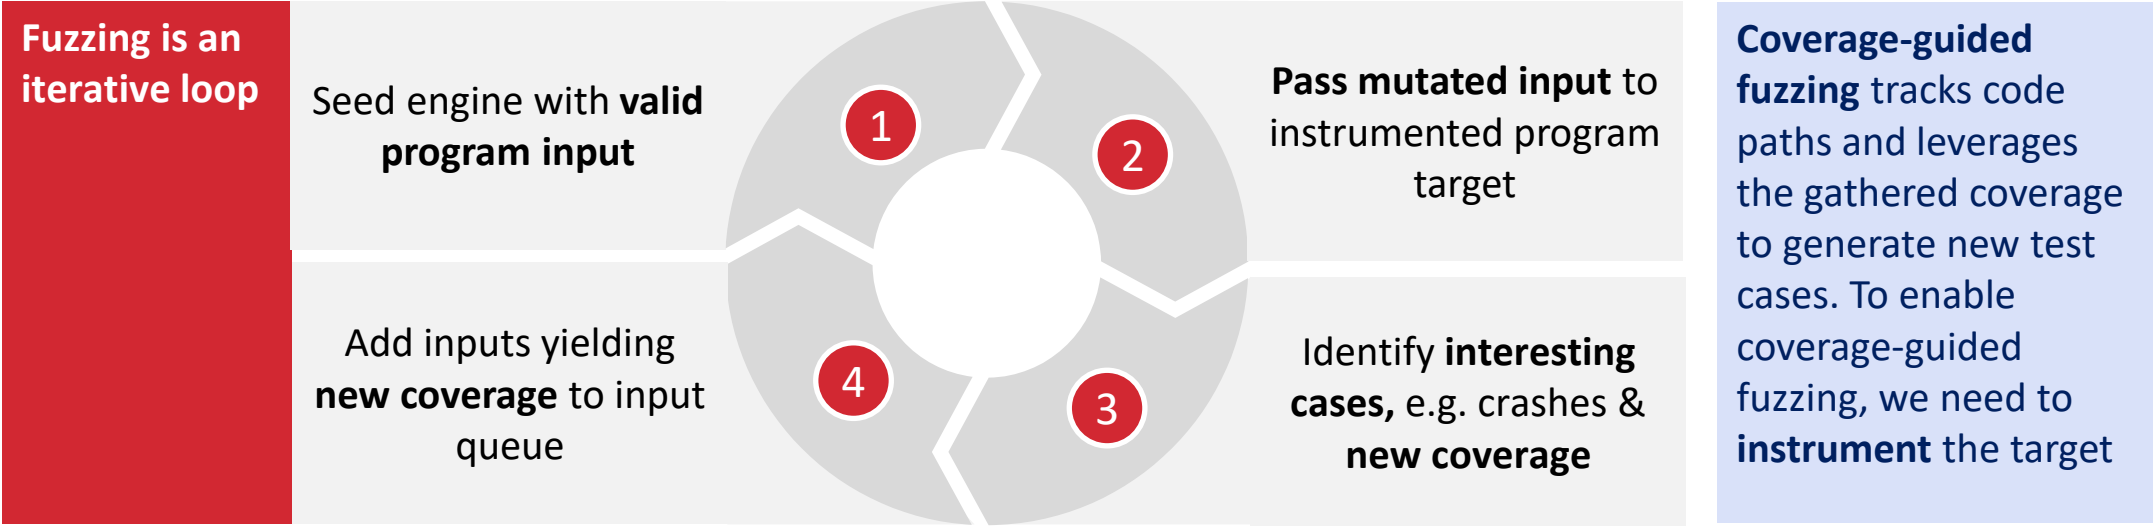 Fuzzing is an
iterative loop
Seed engine with valid
program input
1
2
Pass mutated input to
instrumented program
target
3
Identify interesting
cases, e.g. crashes &
new coverage
4
Add inputs yielding
new coverage to input
queue
Coverage-guided
fuzzing tracks code
paths and leverages
the gathered coverage
to generate new test
cases. To enable
coverage-guided
fuzzing, we need to
instrument the target